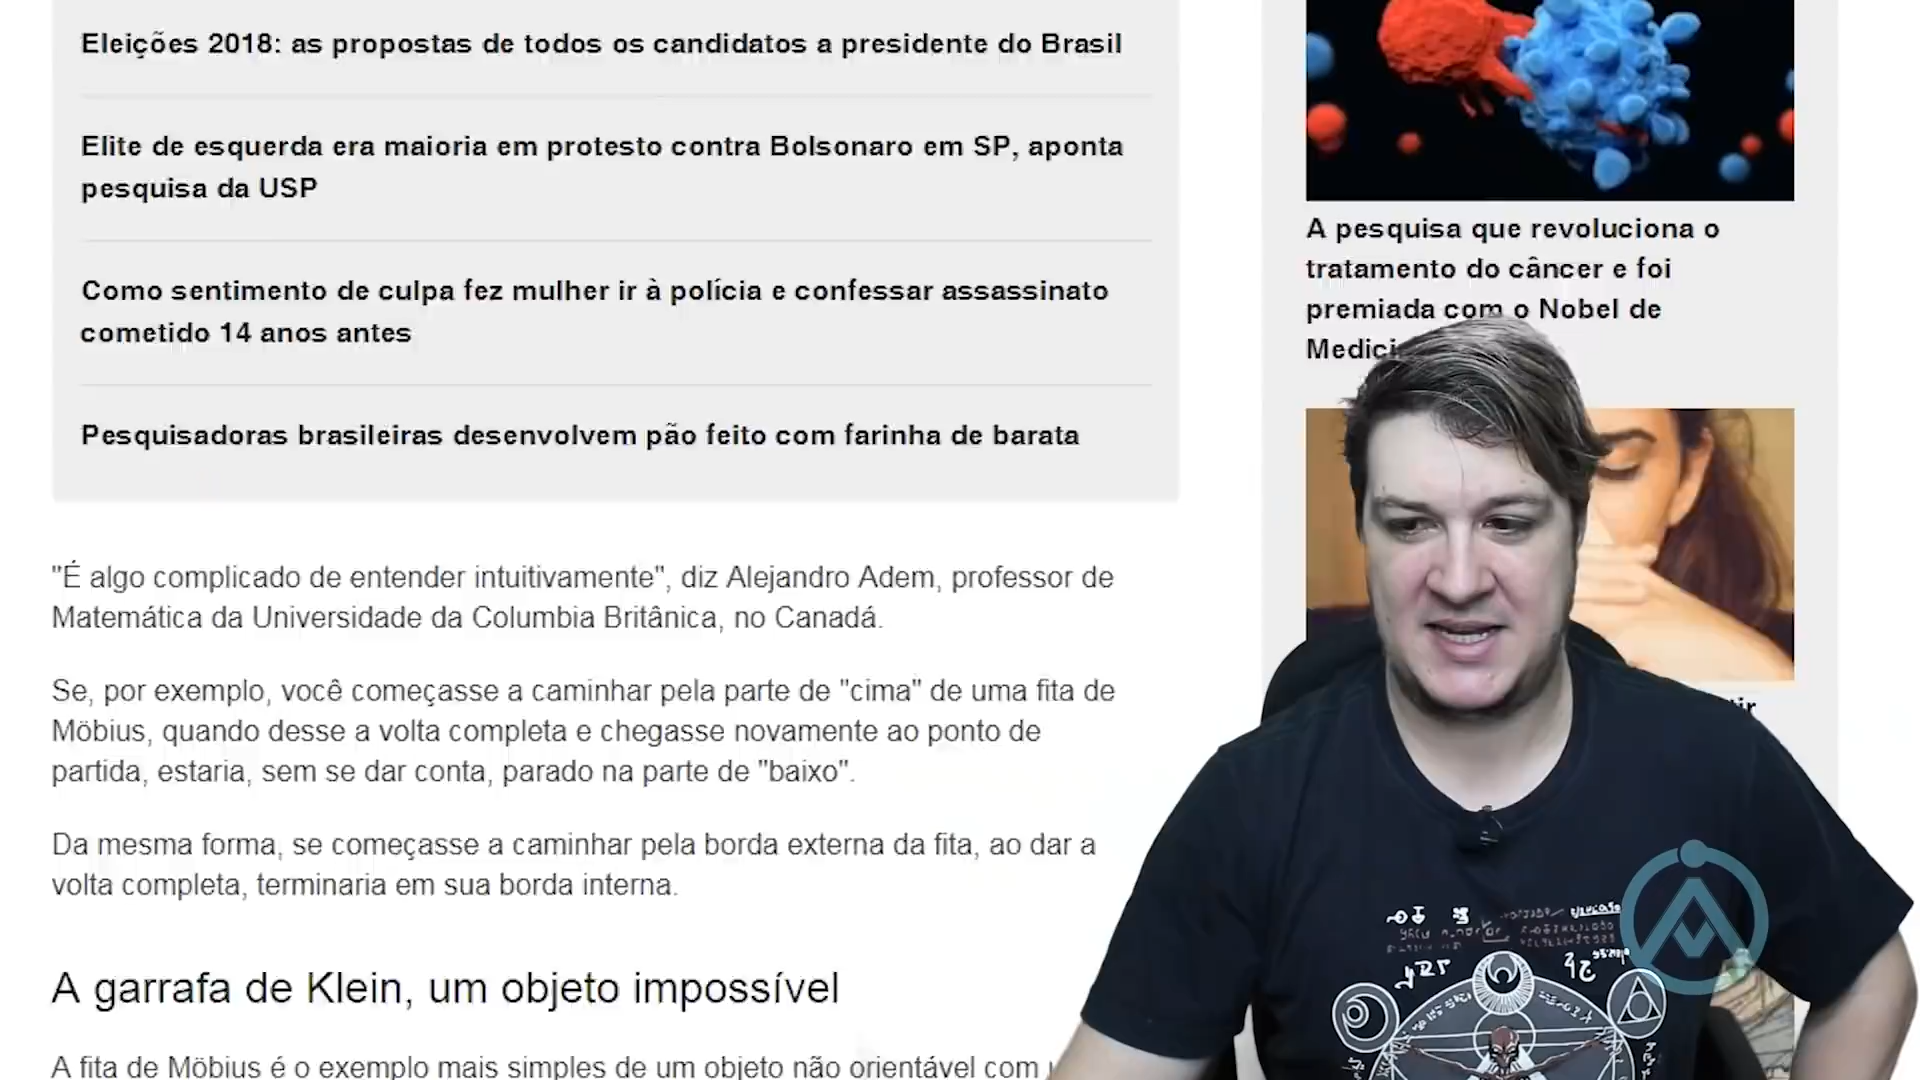 Eleições 2018: as propostas de todos os candidatos a presidente do Brasil
Elite de esquerda era maioria em protesto contra Bolsonaro em SP, aponta
pesquisa da USP
Como sentimento de culpa fez mulher ir à polícia e confessar assassinato
cometido 14 anos antes
Pesquisadoras brasileiras desenvolvem pão feito com farinha de barata
"É algo complicado de entender intuitivamente", diz Alejandro Adem, professor de
Matemática da Universidade da Columbia Britânica, no Canadá.
Se, por exemplo, você começasse a caminhar pela parte de "cima" de uma fita de
Möbius, quando desse a volta completa e chegasse novamente ao ponto de
partida, estaria, sem se dar conta, parado na parte de "baixo".
Da mesma forma, se começasse a caminhar pela borda externa da fita, ao dar a
volta completa, terminaria em sua borda interna.
A garrafa de Klein, um objeto impossível
A fita de Möbius é o exemplo mais simples de um objeto não orientável com
A pesquisa que revoluciona o
tratamento do câncer e foi
premiada com o Nobel de